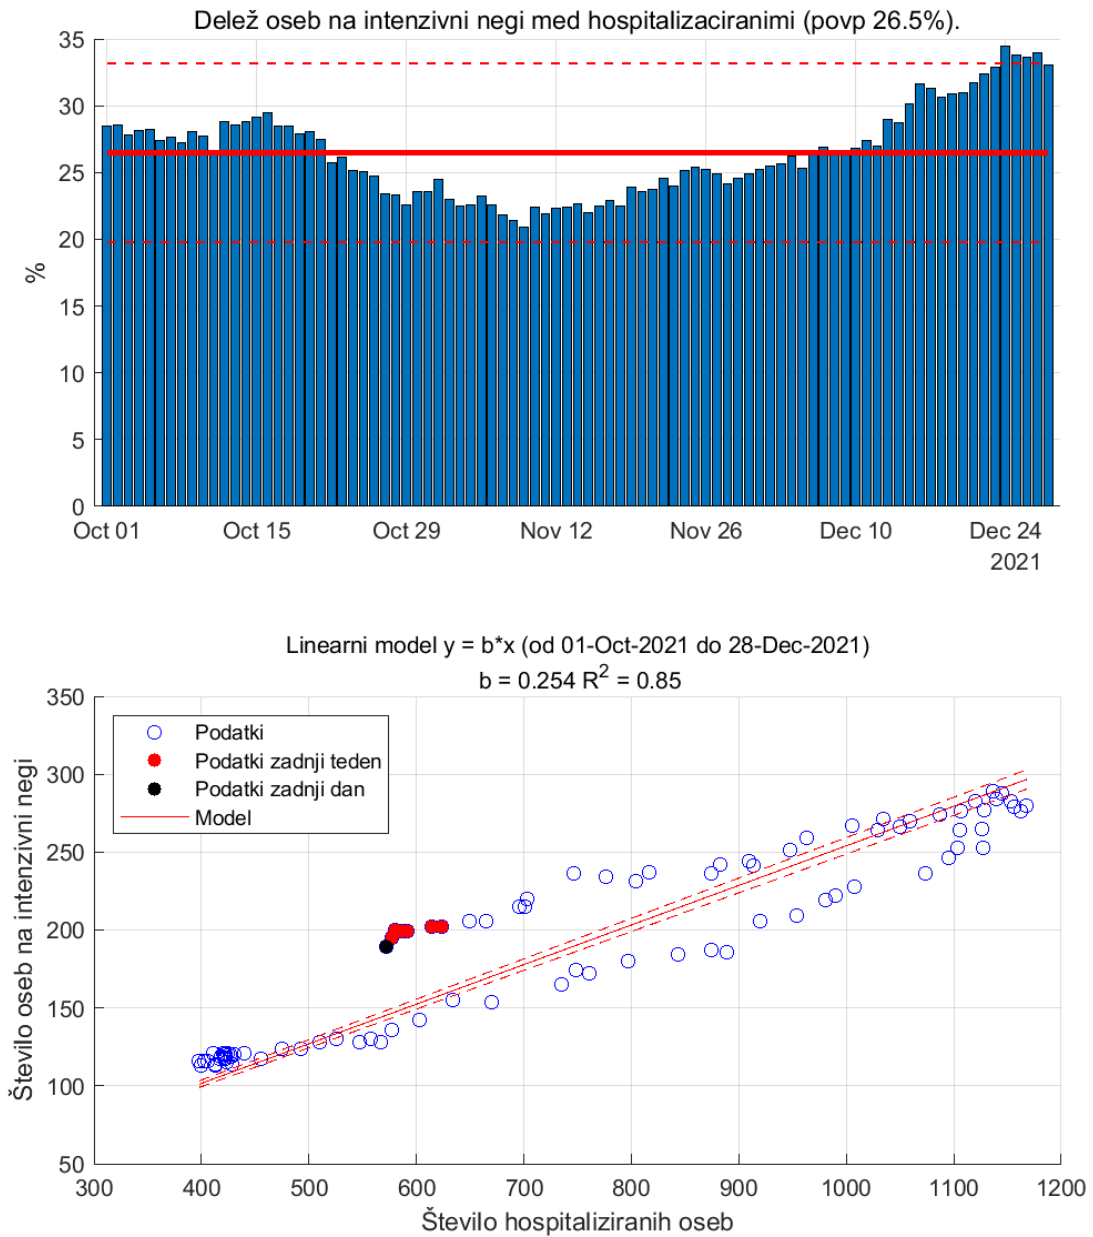 Delež oseb na intenzivni negi med hospitalizaciranimi (povp 26.5%).
35
30
25
20
15
10
5
0
%
Oct 01 Oct 15 Oct 29 Nov 12 Nov 26 Dec 10 Dec 24
2021
Linearni model y = b*x (od 01-Oct-2021 do 28-Dec-2021)
b = 0.254 R² = 0.85
350
300
250
200
150
100
50
Število oseb na intenzivni negi
Podatki
Podatki zadnji teden
Podatki zadnji dan
Model
300 400 500 600 700 800 900 1000 1100 1200
Število hospitaliziranih oseb